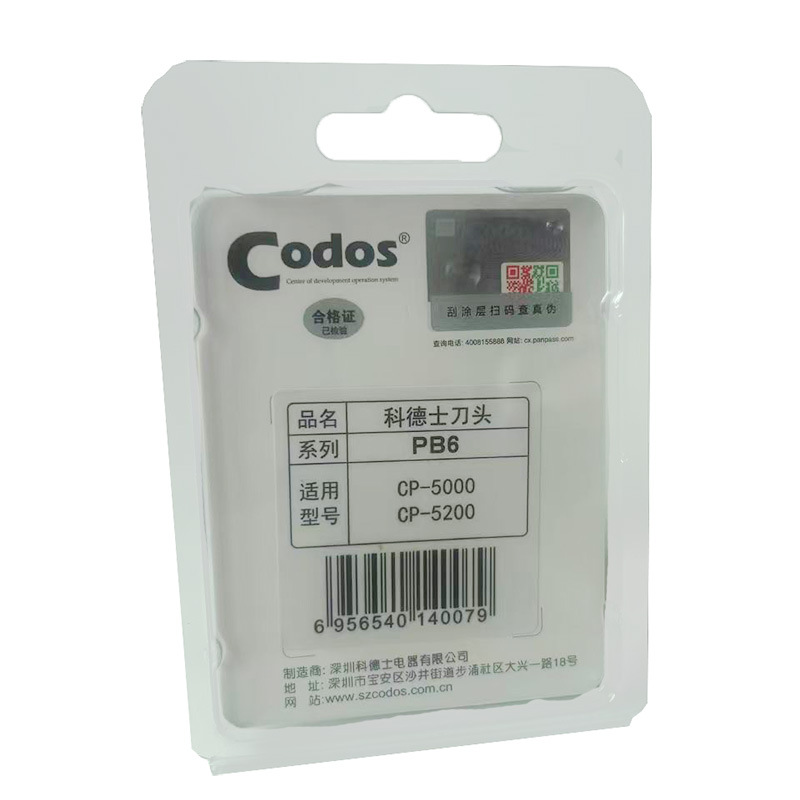 Codos®
Centre of development operation system
合格证
已检验
Codos
刮涂层扫码查真伪
查询电话: 4008155888 网站: cx.panpass.com
品名 科德士刀头
系列 PB6
适用型号 CP-5000
CP-5200
6 956540 140079
制造商: 深圳科德士电器有限公司
地 址: 深圳市宝安区沙井街道步涌社区大兴一路18号
网 站: www.szcodos.com.cn